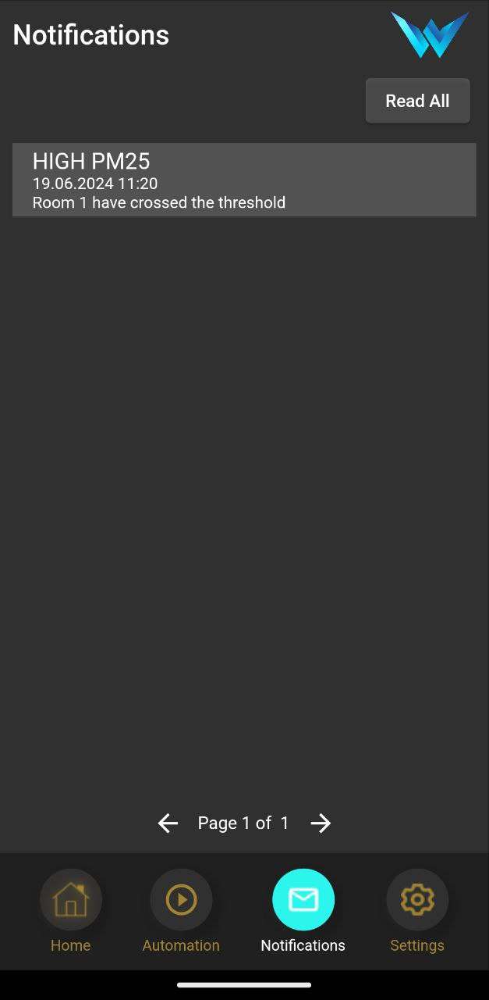 Notifications
Read All
HIGH PM25
19.06.2024 11:20
Room 1 have crossed the threshold
Page 1 of 1
Home
Automation
Notifications
Settings